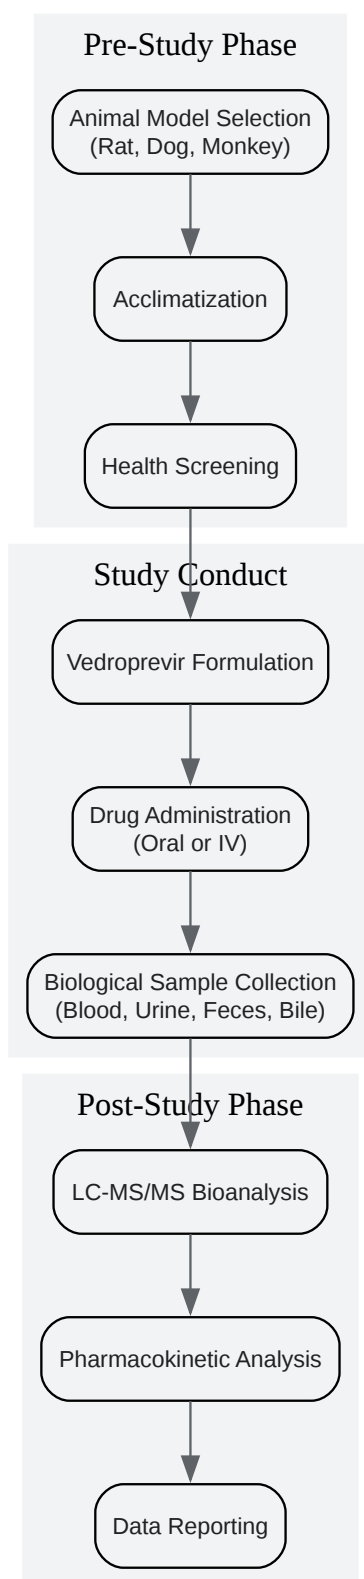 Pre-Study Phase
Animal Model Selection
(Rat, Dog, Monkey)
Acclimatization
Health Screening
Study Conduct
Vedroprevir Formulation
Drug Administration
(Oral or IV)
Biological Sample Collection
(Blood, Urine, Feces, Bile)
Post-Study Phase
LC-MS/MS Bioanalysis
Pharmacokinetic Analysis
Data Reporting